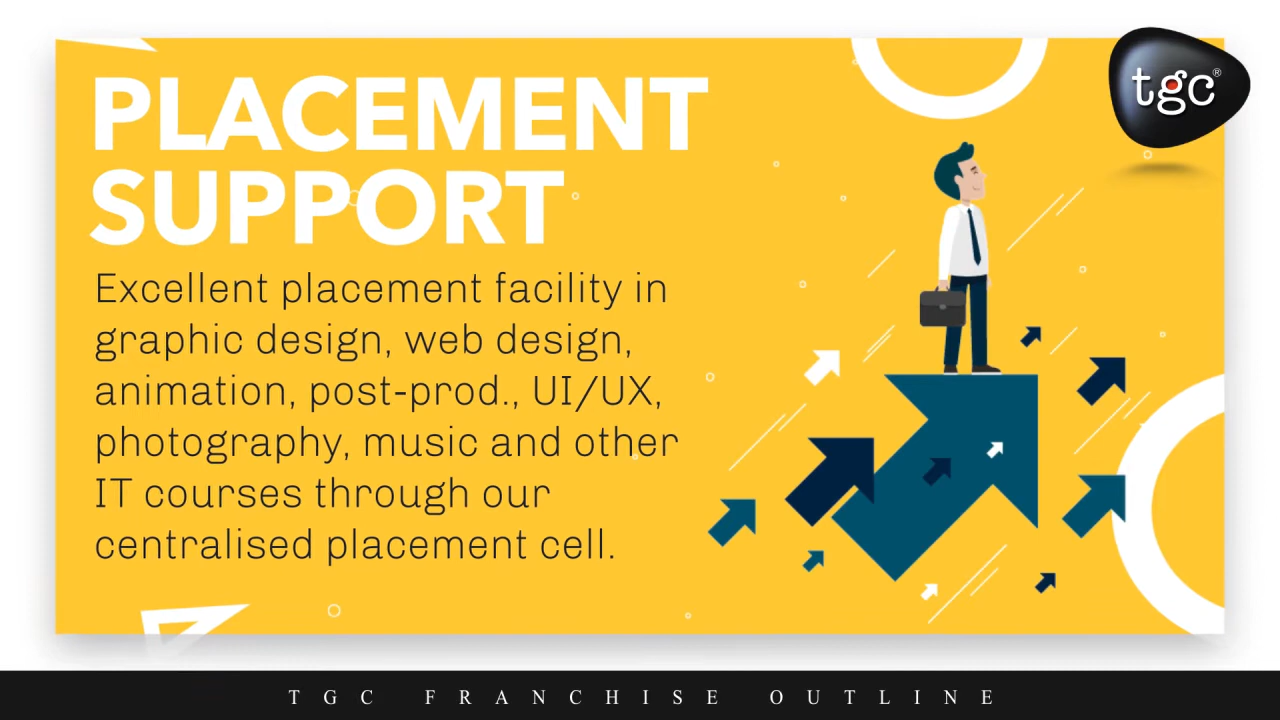 PLACEMENT
SUPPORT
tgc®
Excellent placement facility in
graphic design, web design,
animation, post-prod., UI/UX,
photography, music and other
IT courses through our
centralised placement cell.
TGC FRANCHISE OUTLINE